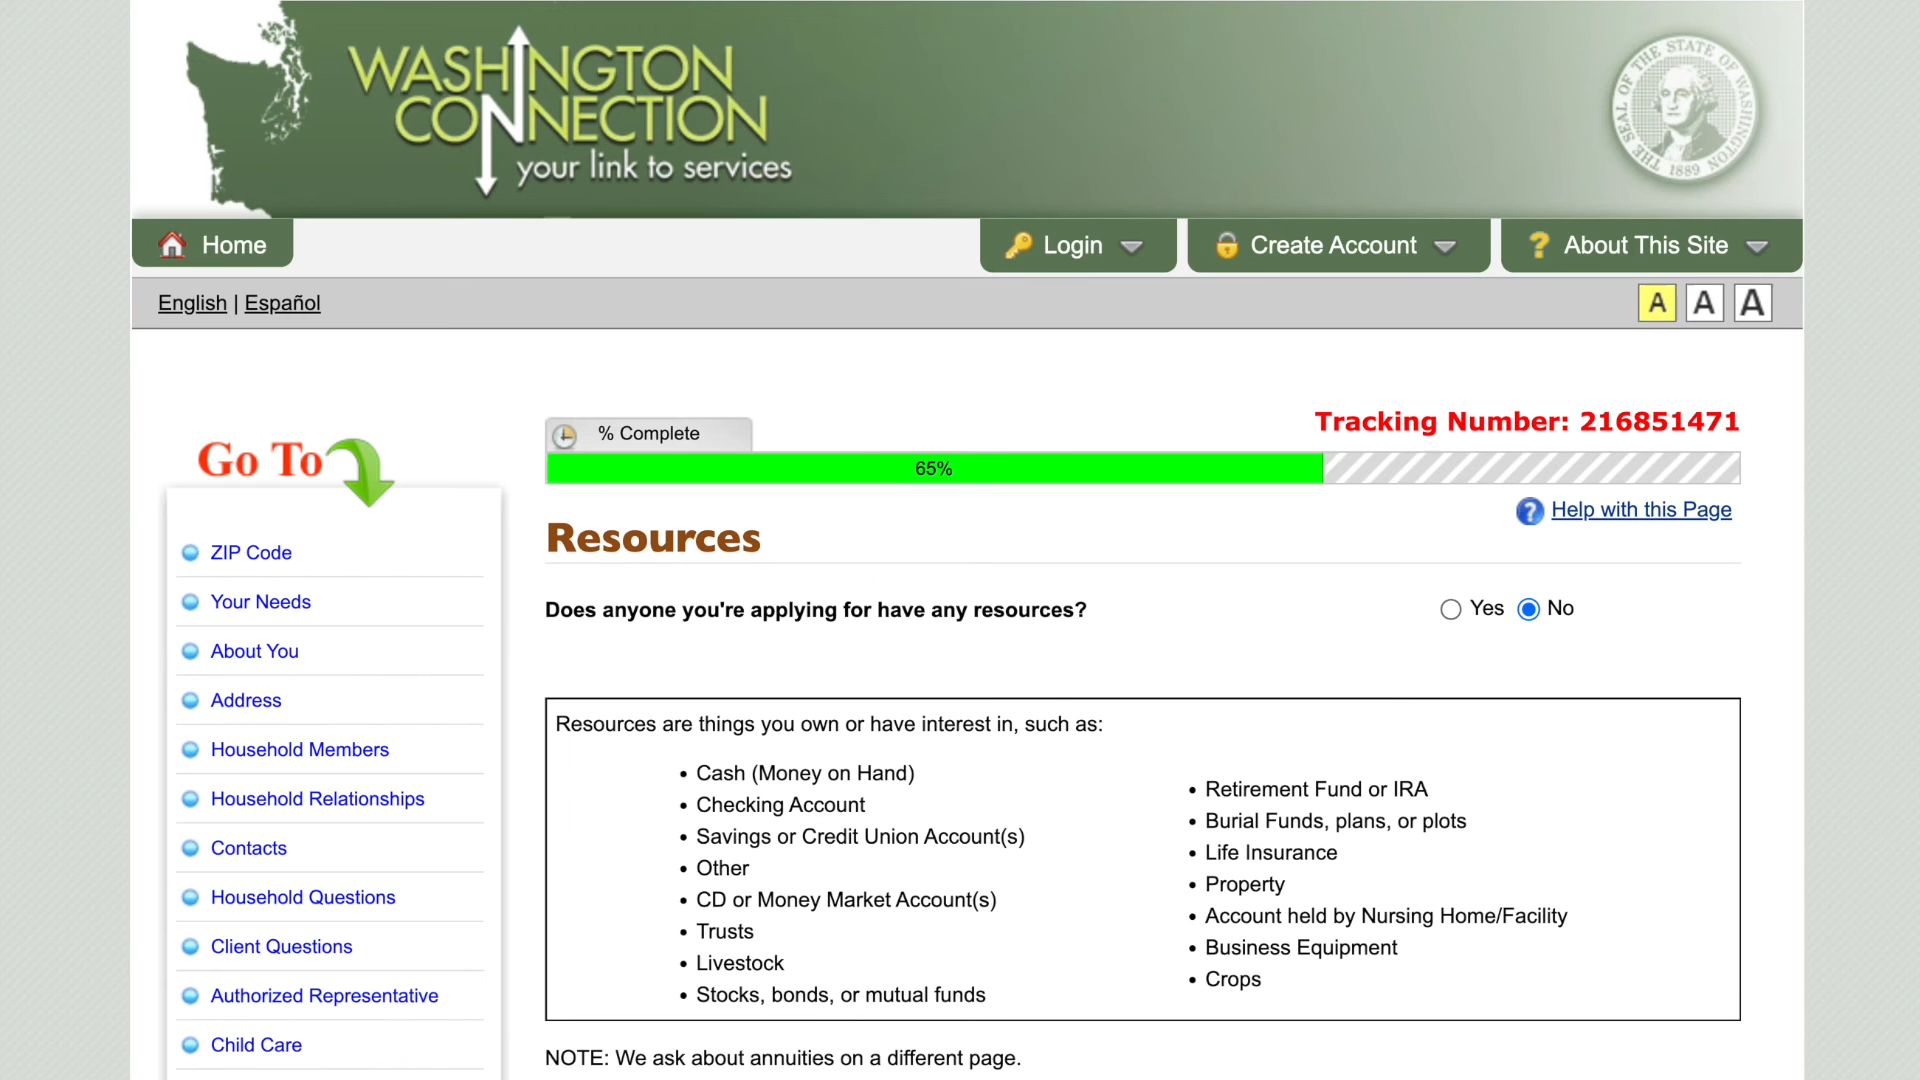 WASHINGTON
CONNECTION
your link to services
THE SEAL OF THE STATE OF WASHINGTON
1889
Home
Login
Create Account
About This Site
English | Español
A A A
Tracking Number: 216851471
% Complete
65%
Help with this Page
Go To
ZIP Code
Your Needs
About You
Address
Household Members
Household Relationships
Contacts
Household Questions
Client Questions
Authorized Representative
Child Care
Resources
Does anyone you're applying for have any resources?
Yes No
Resources are things you own or have interest in, such as:
• Cash (Money on Hand)
• Checking Account
• Savings or Credit Union Account(s)
• Other
• CD or Money Market Account(s)
• Trusts
• Livestock
• Stocks, bonds, or mutual funds
• Retirement Fund or IRA
• Burial Funds, plans, or plots
• Life Insurance
• Property
• Account held by Nursing Home/Facility
• Business Equipment
• Crops
NOTE: We ask about annuities on a different page.